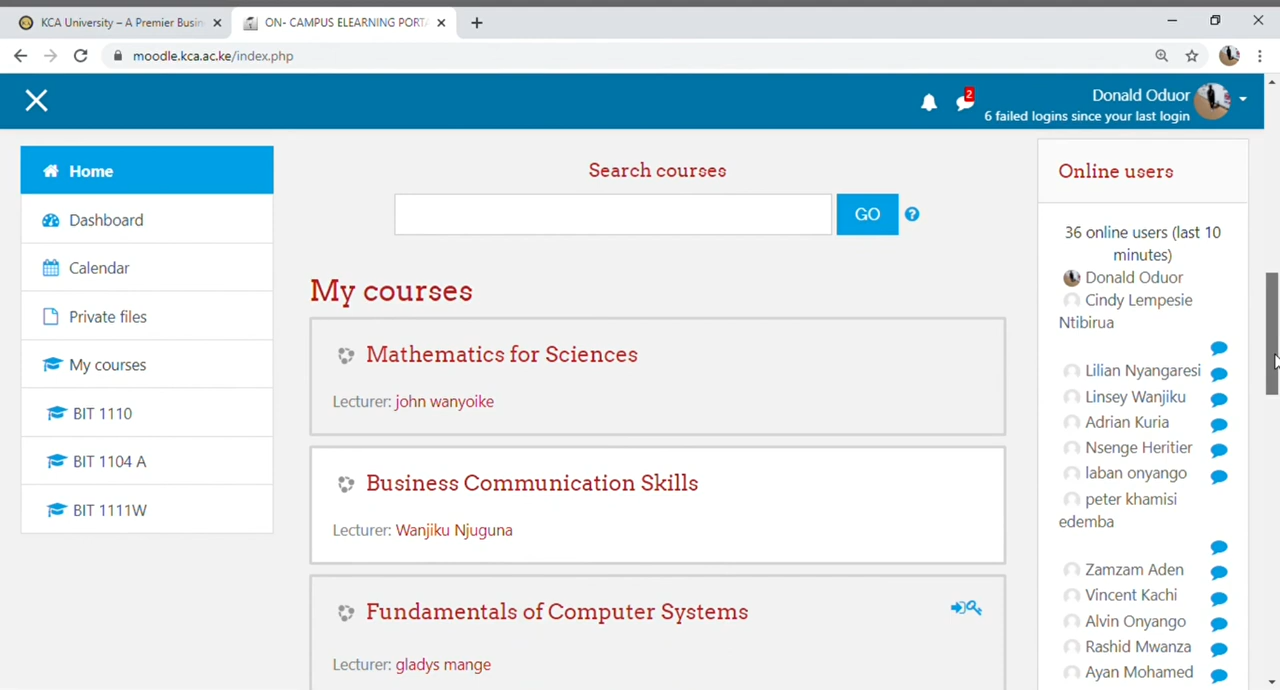 KCA University – A Premier Busin
ON- CAMPUS ELEARNING PORTA
moodle.kca.ac.ke/index.php
2
Donald Oduor
6 failed logins since your last login
Home
Dashboard
Calendar
Private files
My courses
BIT 1110
BIT 1104 A
BIT 1111W
Search courses
GO
?
My courses
Mathematics for Sciences
Lecturer: john wanyoike
Business Communication Skills
Lecturer: Wanjiku Njuguna
Fundamentals of Computer Systems
Lecturer: gladys mange
Online users
36 online users (last 10
minutes)
Donald Oduor
Cindy Lempesie
Ntibirua
Lilian Nyangaresi
Linsey Wanjiku
Adrian Kuria
Nsenge Heritier
laban onyango
peter khamisi
edemba
Zamzam Aden
Vincent Kachi
Alvin Onyango
Rashid Mwanza
Ayan Mohamed